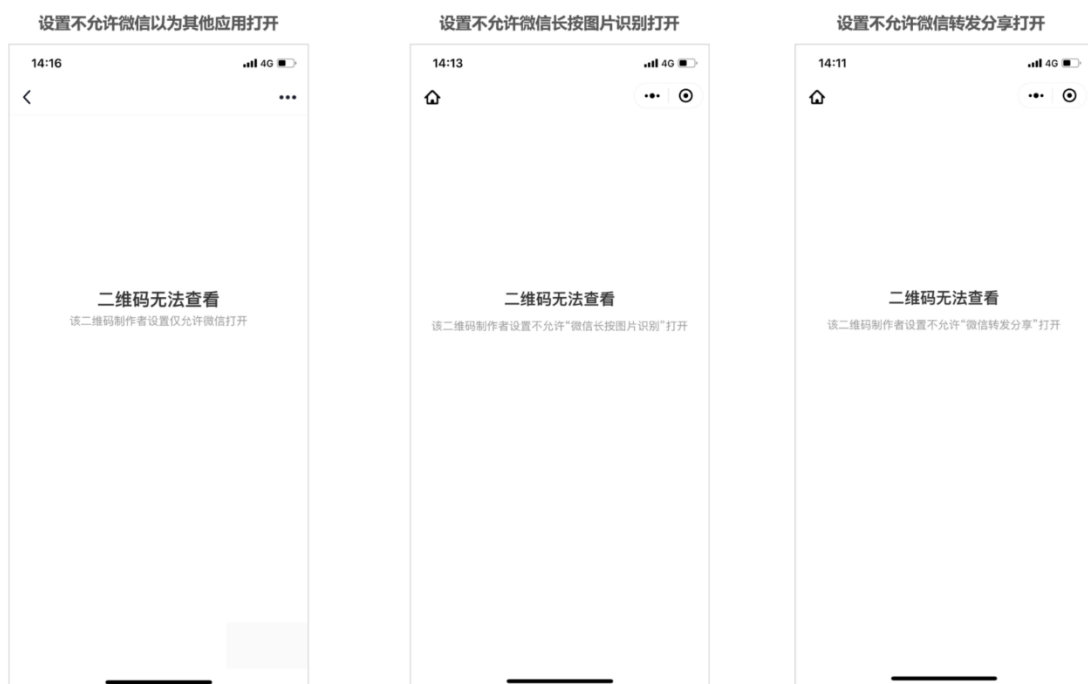 设置不允许微信以为其他应用打开
设置不允许微信长按图片识别打开
设置不允许微信转发分享打开
14:16
4G
二维码无法查看
该二维码制作者设置仅允许微信打开
14:13
4G
二维码无法查看
该二维码制作者设置不允许“微信长按图片识别”打开
14:11
4G
二维码无法查看
该二维码制作者设置不允许“微信转发分享”打开